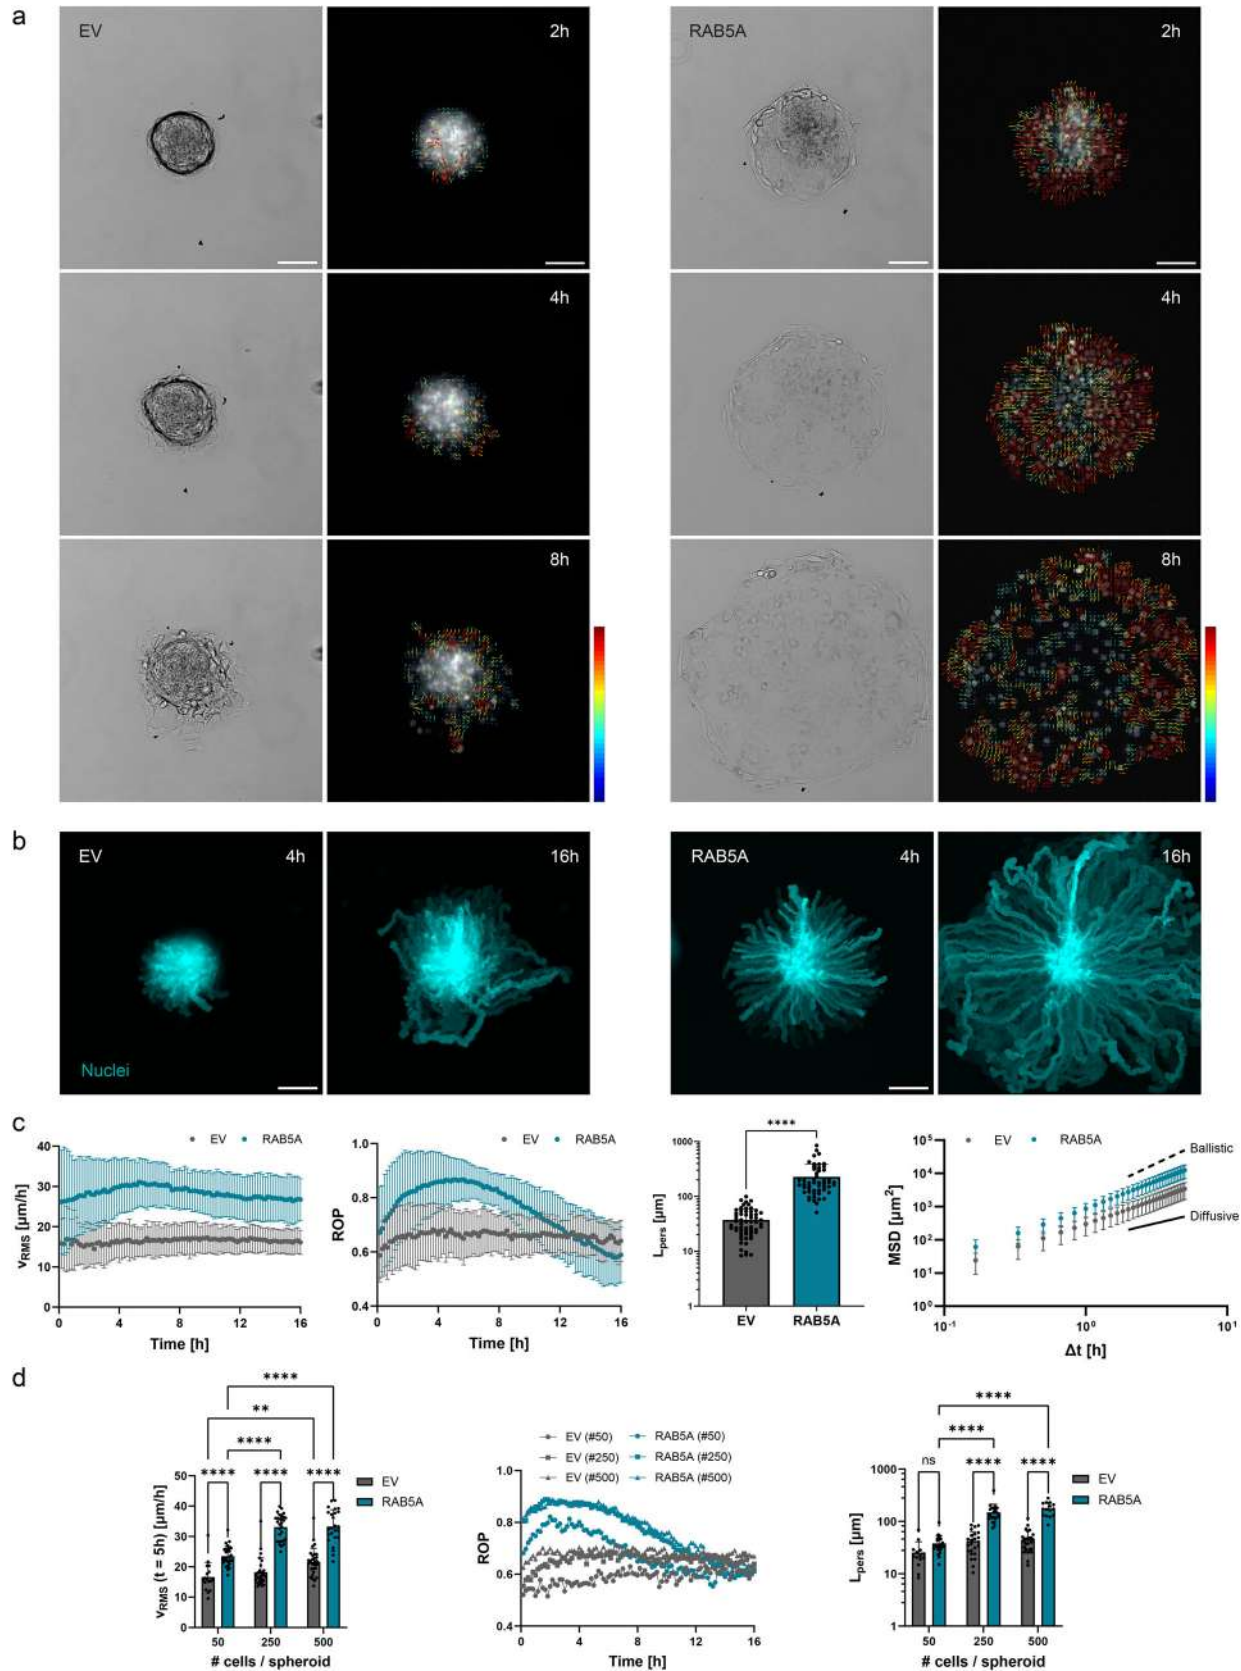 a
EV
2h
RAB5A
2h
4h
4h
8h
8h
b
EV
4h
16h
RAB5A
4h
16h
Nuclei
c
EV RAB5A
vRMS [μm/h]
40
30
20
10
0
0 4 8 12 16
Time [h]
EV RAB5A
ROP
1.0
0.8
0.6
0.4
0 4 8 12 16
Time [h]
****
Lpers [μm]
1000
100
10
1
EV RAB5A
EV RAB5A
Ballistic
Diffusive
MSD [μm²]
10⁵
10⁴
10³
10²
10¹
10⁰
10⁻¹ 10⁰ 10¹
Δt [h]
d
****
**
****
**** **** ****
EV
RAB5A
vRMS (t = 5h) [μm/h]
50
40
30
20
10
0
50 250 500
# cells / spheroid
EV (#50) RAB5A (#50)
EV (#250) RAB5A (#250)
EV (#500) RAB5A (#500)
ROP
1.0
0.8
0.6
0.4
0 4 8 12 16
Time [h]
****
****
ns **** ****
EV
RAB5A
Lpers [μm]
1000
100
10
1
50 250 500
# cells / spheroid